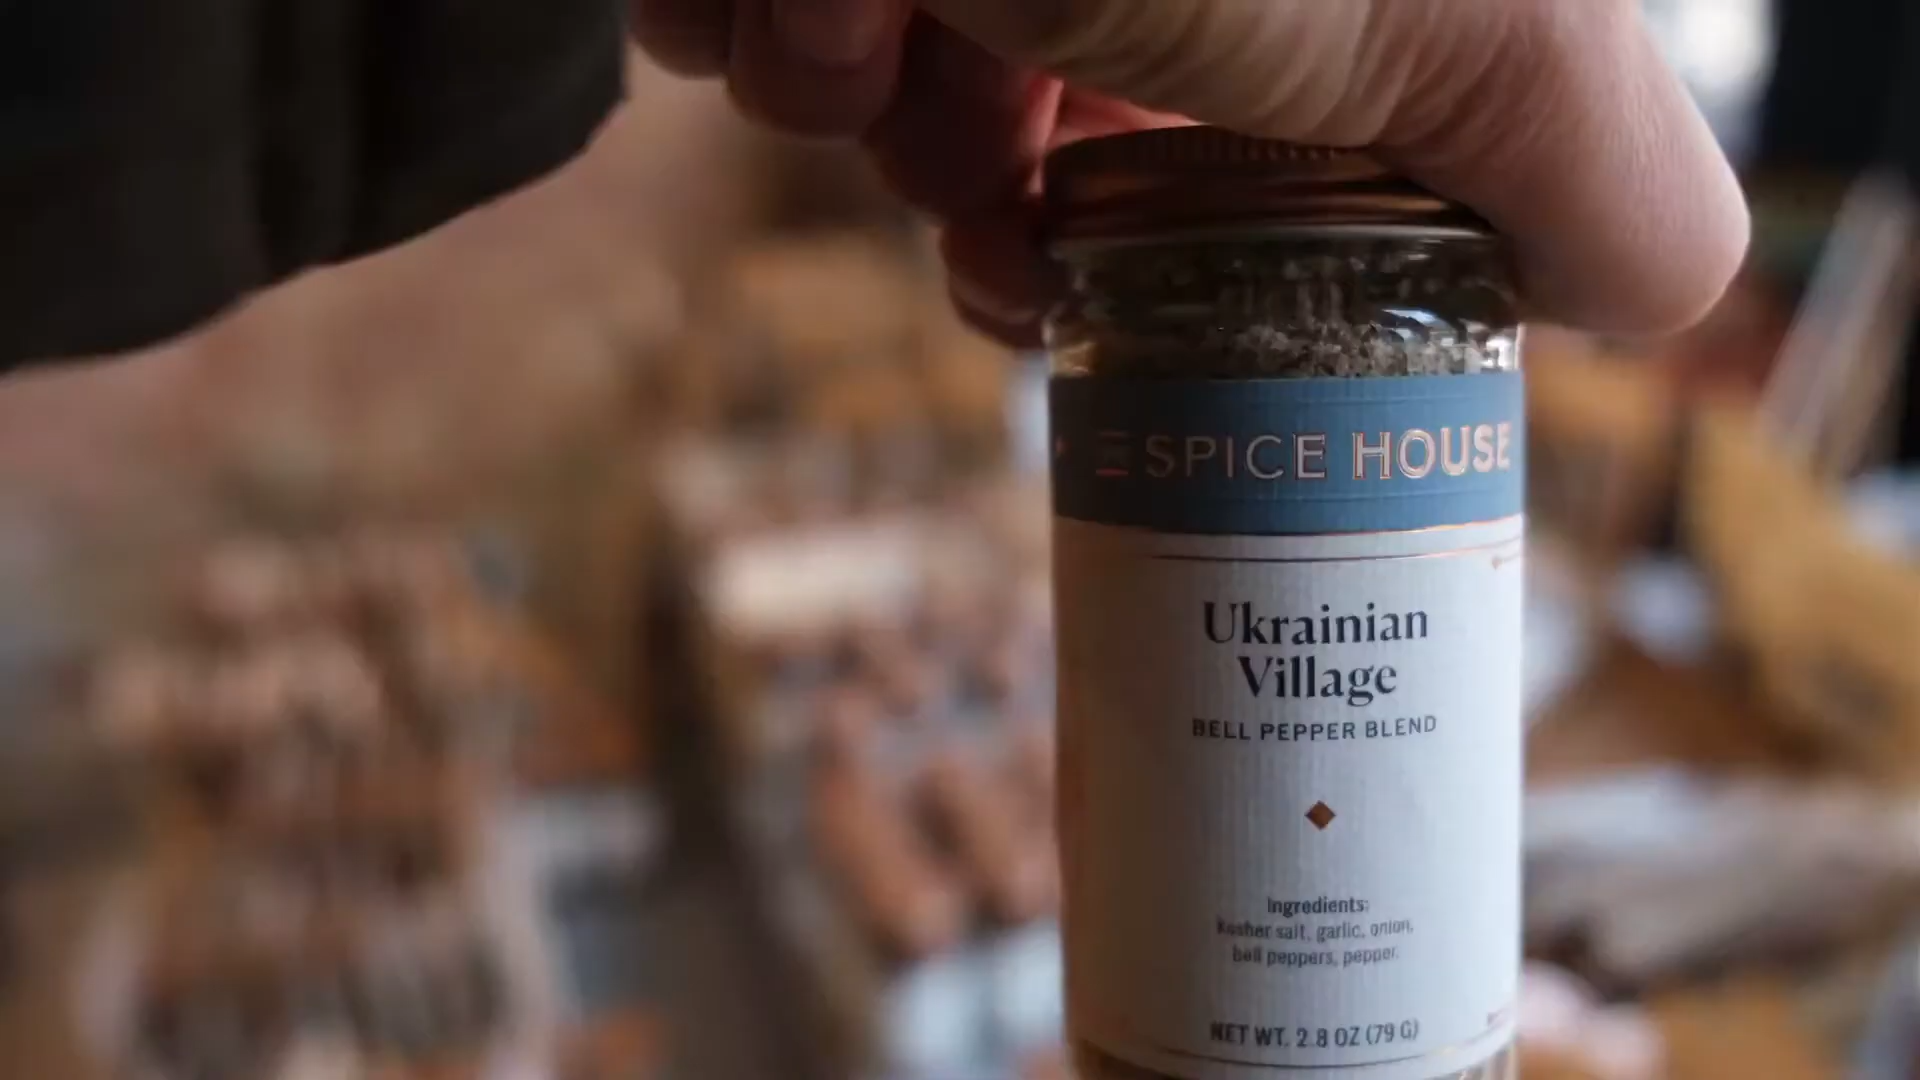 SPICE HOUSE
Ukrainian
Village
BELL PEPPER BLEND
Ingredients:
Kosher salt, garlic, onion,
bell peppers, pepper.
NET WT. 2.8 OZ (79 G)